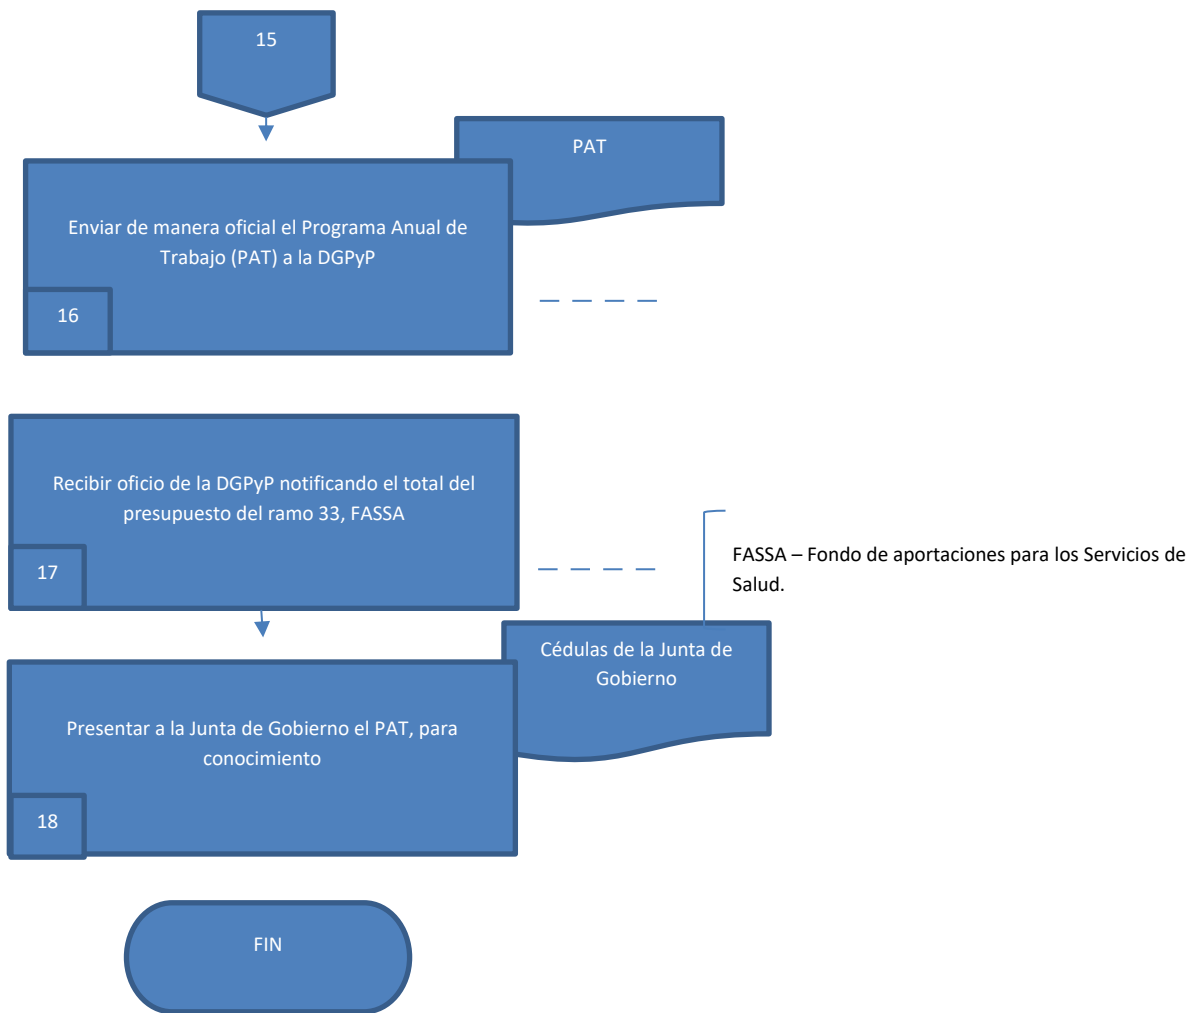 15
PAT
Enviar de manera oficial el Programa Anual de
Trabajo (PAT) a la DGPyP
16
Recibir oficio de la DGPyP notificando el total del
presupuesto del ramo 33, FASSA
17
FASSA – Fondo de aportaciones para los Servicios de
Salud.
Cédulas de la Junta de
Gobierno
Presentar a la Junta de Gobierno el PAT, para
conocimiento
18
FIN